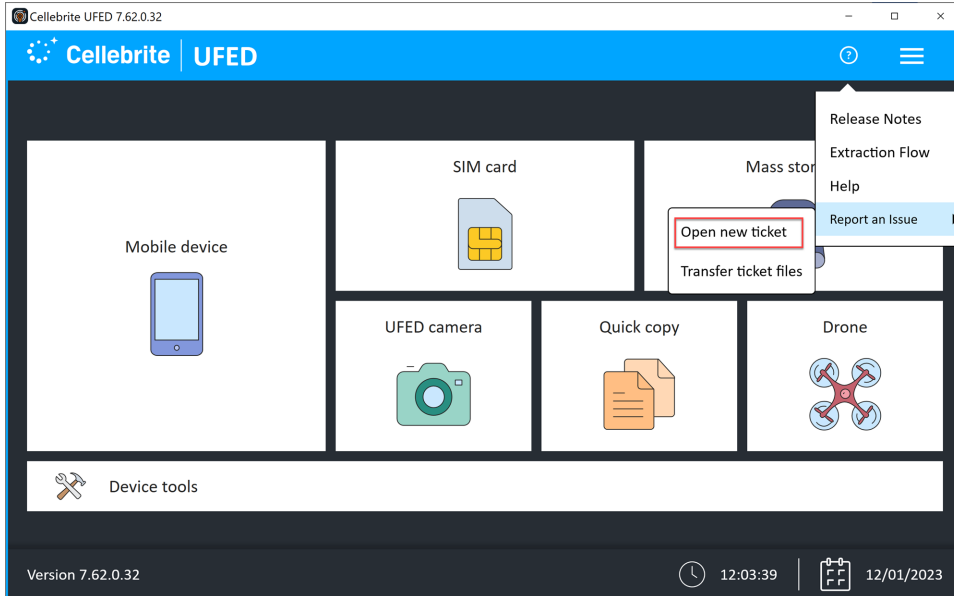 Cellebrite UFED 7.62.0.32
Cellebrite | UFED
?
Release Notes
Extraction Flow
Help
Report an Issue
Open new ticket
Transfer ticket files
Mobile device
SIM card
Mass stor
UFED camera
Quick copy
Drone
Device tools
Version 7.62.0.32
12:03:39
12/01/2023